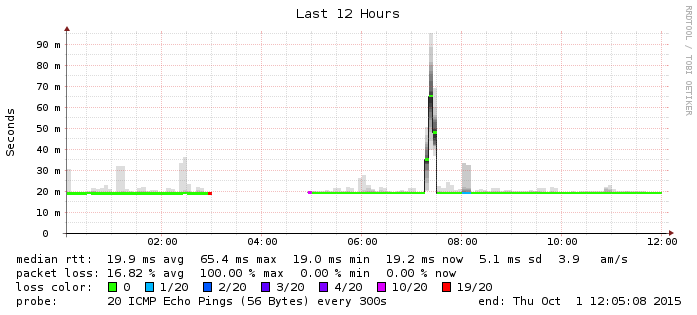 Last 12 Hours
RRDTOOL / TOBI OETIKER
Seconds
90 m
80 m
70 m
60 m
50 m
40 m
30 m
20 m
10 m
0
02:00 04:00 06:00 08:00 10:00 12:00
median rtt: 19.9 ms avg 65.4 ms max 19.0 ms min 19.2 ms now 5.1 ms sd 3.9 am/s
packet loss: 16.82 % avg 100.00 % max 0.00 % min 0.00 % now
loss color: 0 1/20 2/20 3/20 4/20 10/20 19/20
probe: 20 ICMP Echo Pings (56 Bytes) every 300s end: Thu Oct 1 12:05:08 2015